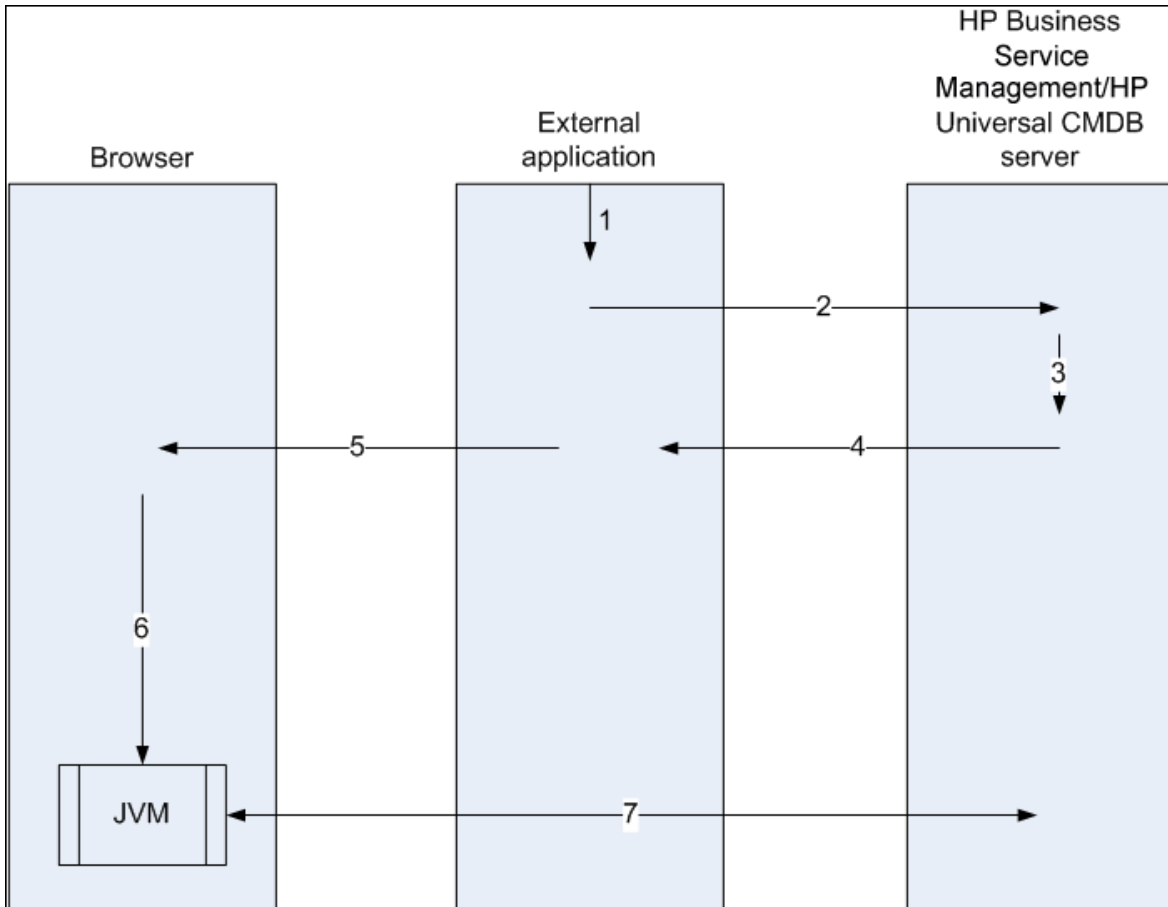 HP Business
Service
Management/HP
Universal CMDB
server
External
application
Browser
1
2
3
5
4
6
JVM
7